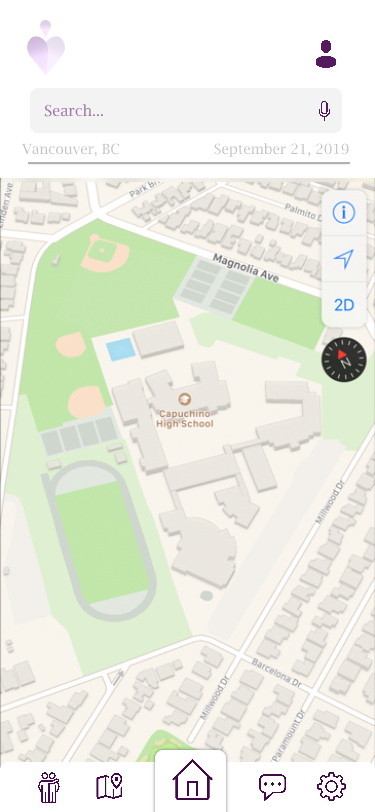 Search...
Vancouver, BC
September 21, 2019
Park
Palmito
Magnolia Ave
2D
N
Capuchino
High School
Millwood Dr
Barcelona Dr
Millwood Dr
Paramount Dr